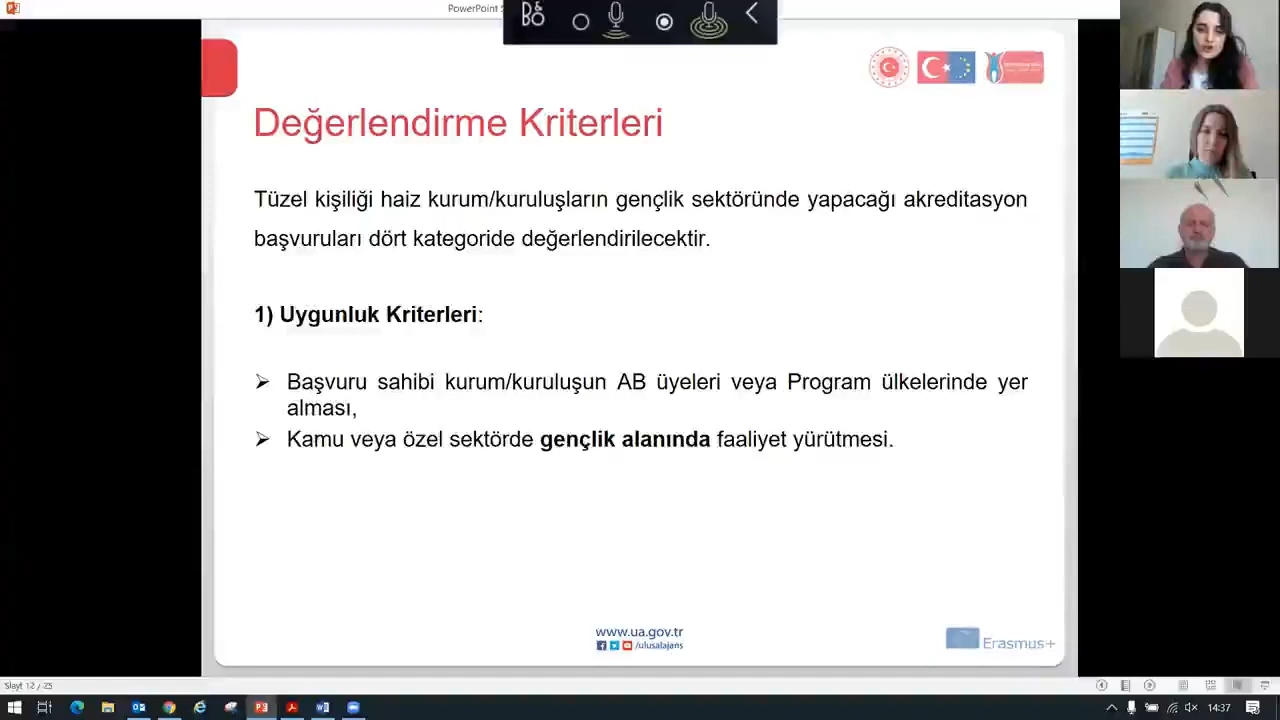 PowerPoint
B&O
Değerlendirme Kriterleri
Tüzel kişiliği haiz kurum/kuruluşların gençlik sektöründe yapacağı akreditasyon
başvuruları dört kategoride değerlendirilecektir.
1) Uygunluk Kriterleri:
➢ Başvuru sahibi kurum/kuruluşun AB üyeleri veya Program ülkelerinde yer
alması,
➢ Kamu veya özel sektörde gençlik alanında faaliyet yürütmesi.
www.ua.gov.tr
/ulusalajans
Erasmus+
Slayt 12 / 25
14:37